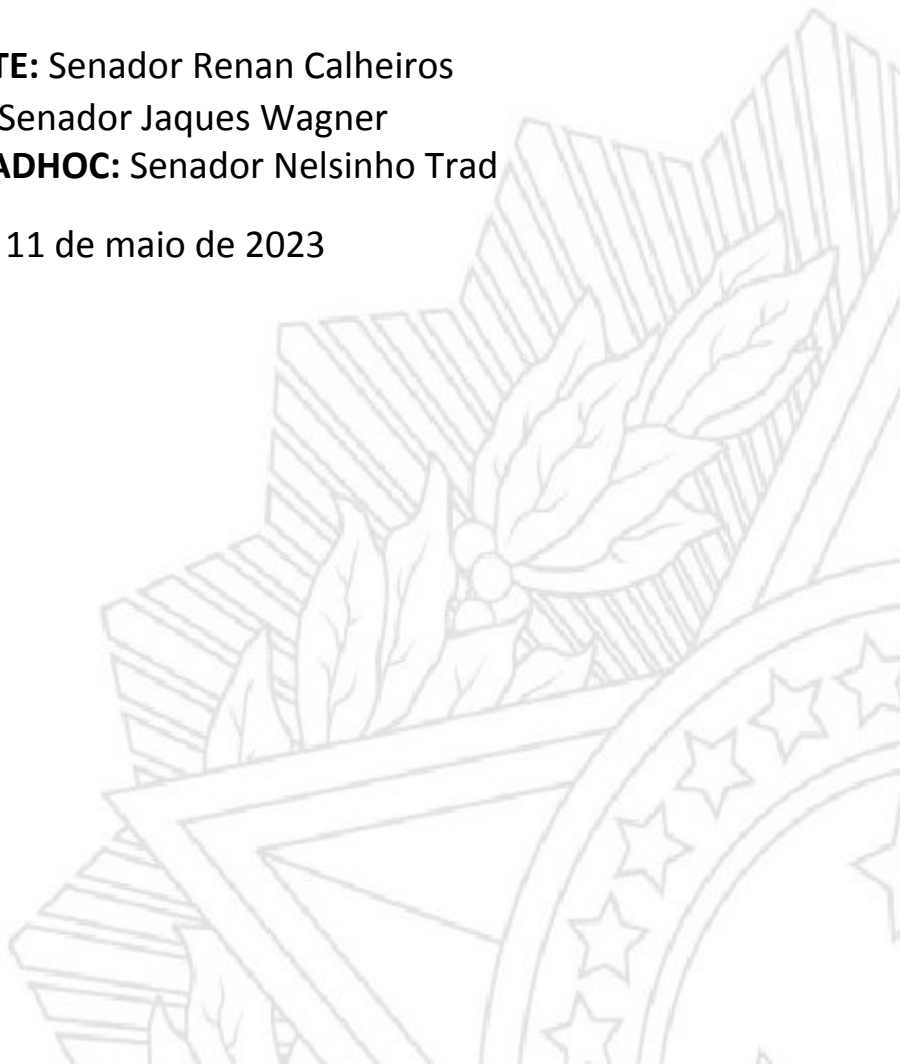 TE: Senador Renan Calheiros
Senador Jaques Wagner
ADHOC: Senador Nelsinho Trad
11 de maio de 2023